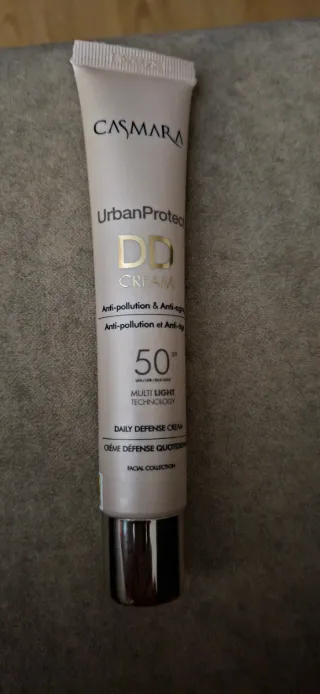 CASMARA
UrbanProtect
DD
CREAM
Anti-pollution & Anti-aging
Anti-pollution et Anti-âge
50
MULTI LIGHT
TECHNOLOGY
DAILY DEFENSE CREAM
CRÈME DÉFENSE QUOTIDIENNE
FACIAL COLLECTION